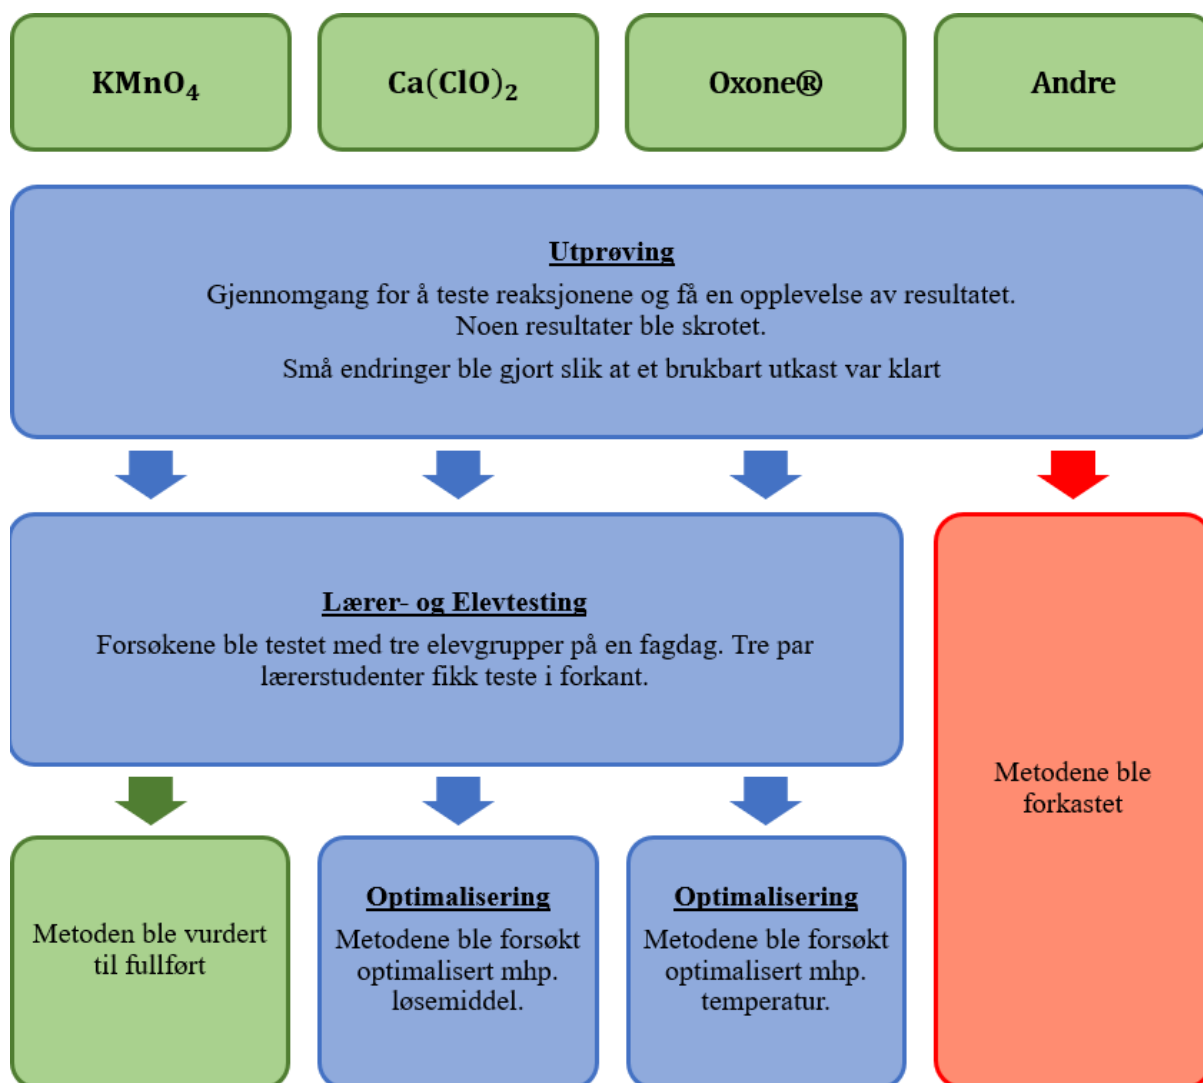 KMnO₄
Ca(ClO)₂
Oxone®
Andre
Utprøving
Gjennomgang for å teste reaksjonene og få en opplevelse av resultatet.
Noen resultater ble skrotet.
Små endringer ble gjort slik at et brukbart utkast var klart
Lærer- og Elevtesting
Forsøkene ble testet med tre elevgrupper på en fagdag. Tre par
lærerstudenter fikk teste i forkant.
Metodene ble
forkastet
Metoden ble vurdert
til fullført
Optimalisering
Metodene ble forsøkt
optimalisert mhp.
løsemiddel.
Optimalisering
Metodene ble forsøkt
optimalisert mhp.
temperatur.